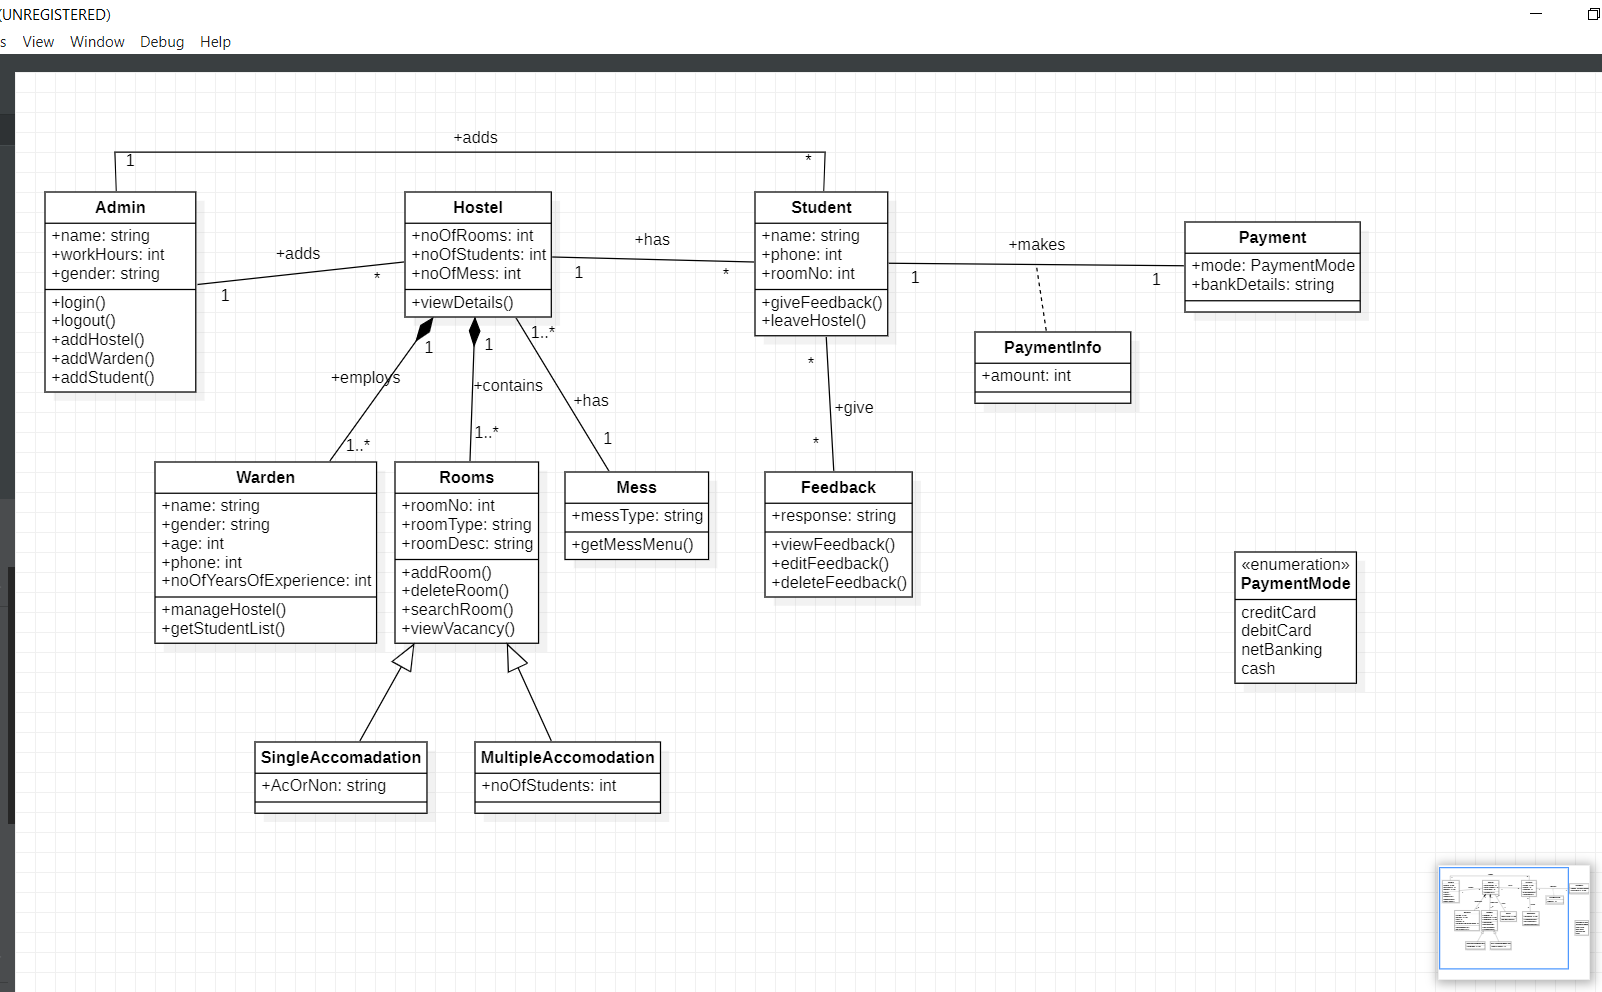 (UNREGISTERED)
s View Window Debug Help
+adds
1
*
Admin
+name: string
+workHours: int
+gender: string
+login()
+logout()
+addHostel()
+addWarden()
+addStudent()
+adds
1
*
Hostel
+noOfRooms: int
+noOfStudents: int
+noOfMess: int
+viewDetails()
+has
1
*
Student
+name: string
+phone: int
+roomNo: int
+giveFeedback()
+leaveHostel()
+makes
1
1
Payment
+mode: PaymentMode
+bankDetails: string
PaymentInfo
+amount: int
1
+employs
1..*
1
+contains
1..*
1..*
+has
1
*
+give
*
Warden
+name: string
+gender: string
+age: int
+phone: int
+noOfYearsOfExperience: int
+manageHostel()
+getStudentList()
Rooms
+roomNo: int
+roomType: string
+roomDesc: string
+addRoom()
+deleteRoom()
+searchRoom()
+viewVacancy()
Mess
+messType: string
+getMessMenu()
Feedback
+response: string
+viewFeedback()
+editFeedback()
+deleteFeedback()
«enumeration»
PaymentMode
creditCard
debitCard
netBanking
cash
SingleAccomadation
+AcOrNon: string
MultipleAccomodation
+noOfStudents: int